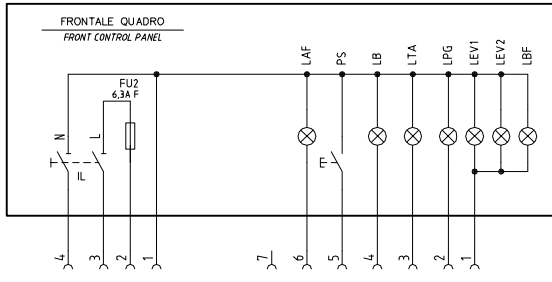 FRONTALE QUADRO
FRONT CONTROL PANEL
LAF
PS
LB
LTA
LPG
LEV1
LEV2
LBF
FU2
6,3A F
N
L
IL
4
3
2
1
7
6
5
4
3
2
1